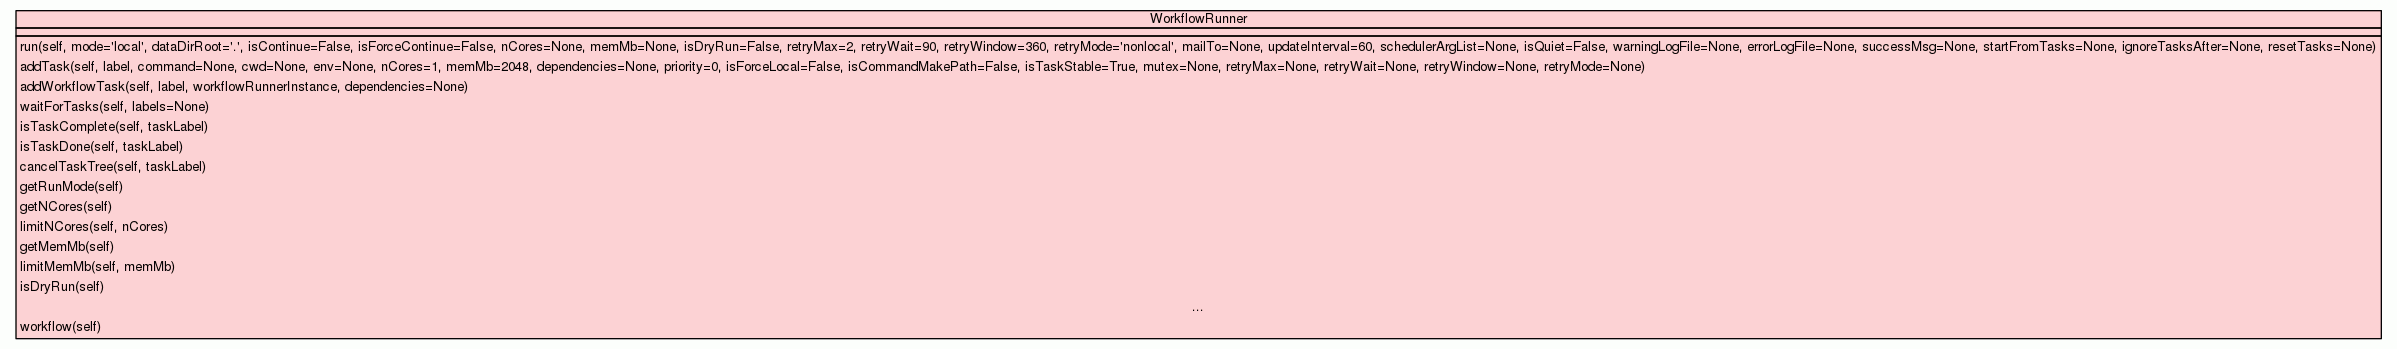 WorkflowRunner
run(self, mode='local', dataDirRoot='.', isContinue=False, isForceContinue=False, nCores=None, memMb=None, isDryRun=False, retryMax=2, retryWait=90, retryWindow=360, retryMode='nonlocal', mailTo=None, updateInterval=60, schedulerArgList=None, isQuiet=False, warningLogFile=None, errorLogFile=None, successMsg=None, startFromTasks=None, ignoreTasksAfter=None, resetTasks=None)
addTask(self, label, command=None, cwd=None, env=None, nCores=1, memMb=2048, dependencies=None, priority=0, isForceLocal=False, isCommandMakePath=False, isTaskStable=True, mutex=None, retryMax=None, retryWait=None, retryWindow=None, retryMode=None)
addWorkflowTask(self, label, workflowRunnerInstance, dependencies=None)
waitForTasks(self, labels=None)
isTaskComplete(self, taskLabel)
isTaskDone(self, taskLabel)
cancelTaskTree(self, taskLabel)
getRunMode(self)
getNCores(self)
limitNCores(self, nCores)
getMemMb(self)
limitMemMb(self, memMb)
isDryRun(self)
...
workflow(self)